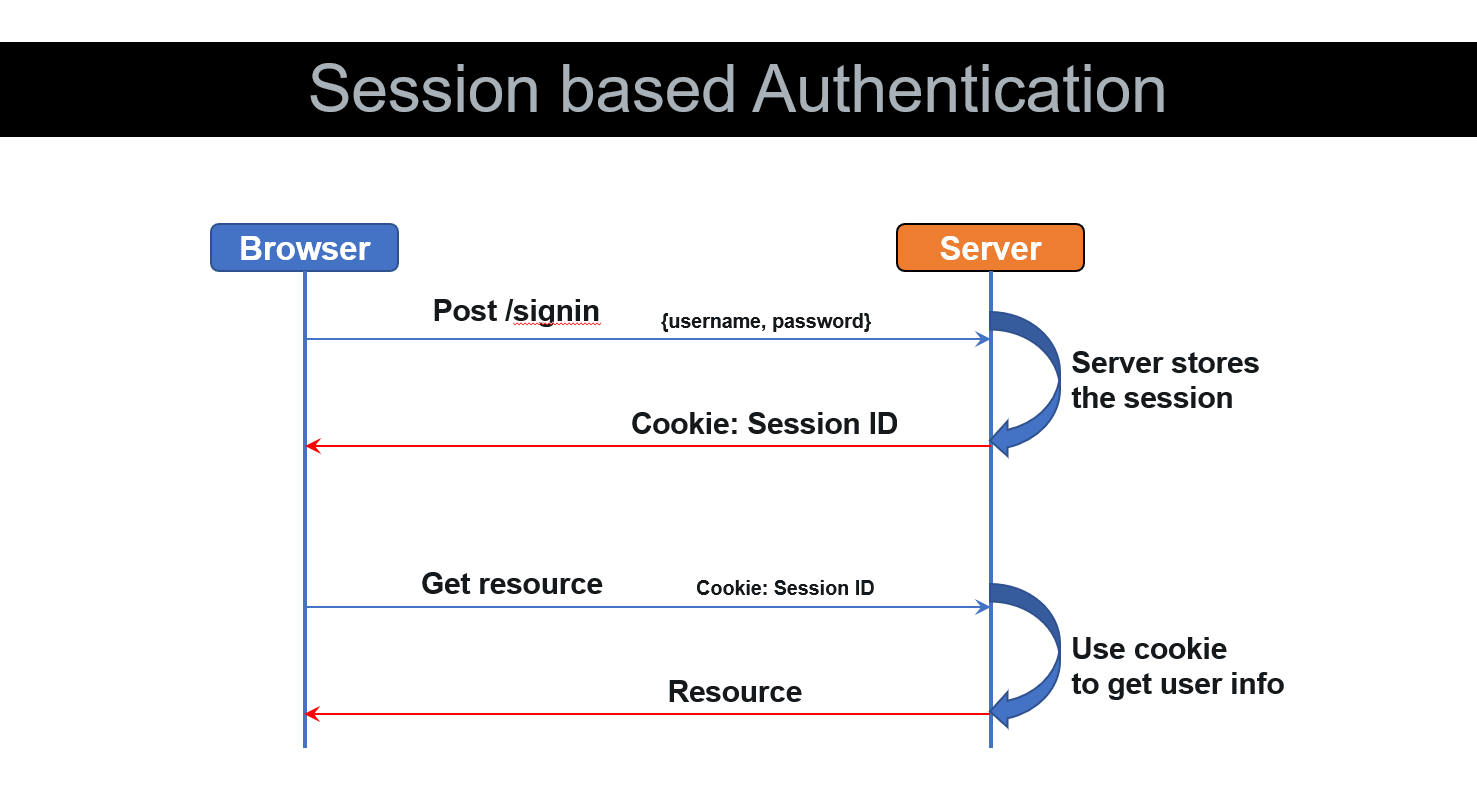 Session based Authentication
Browser
Server
Post /signin
{username, password}
Server stores
the session
Cookie: Session ID
Get resource
Cookie: Session ID
Use cookie
to get user info
Resource